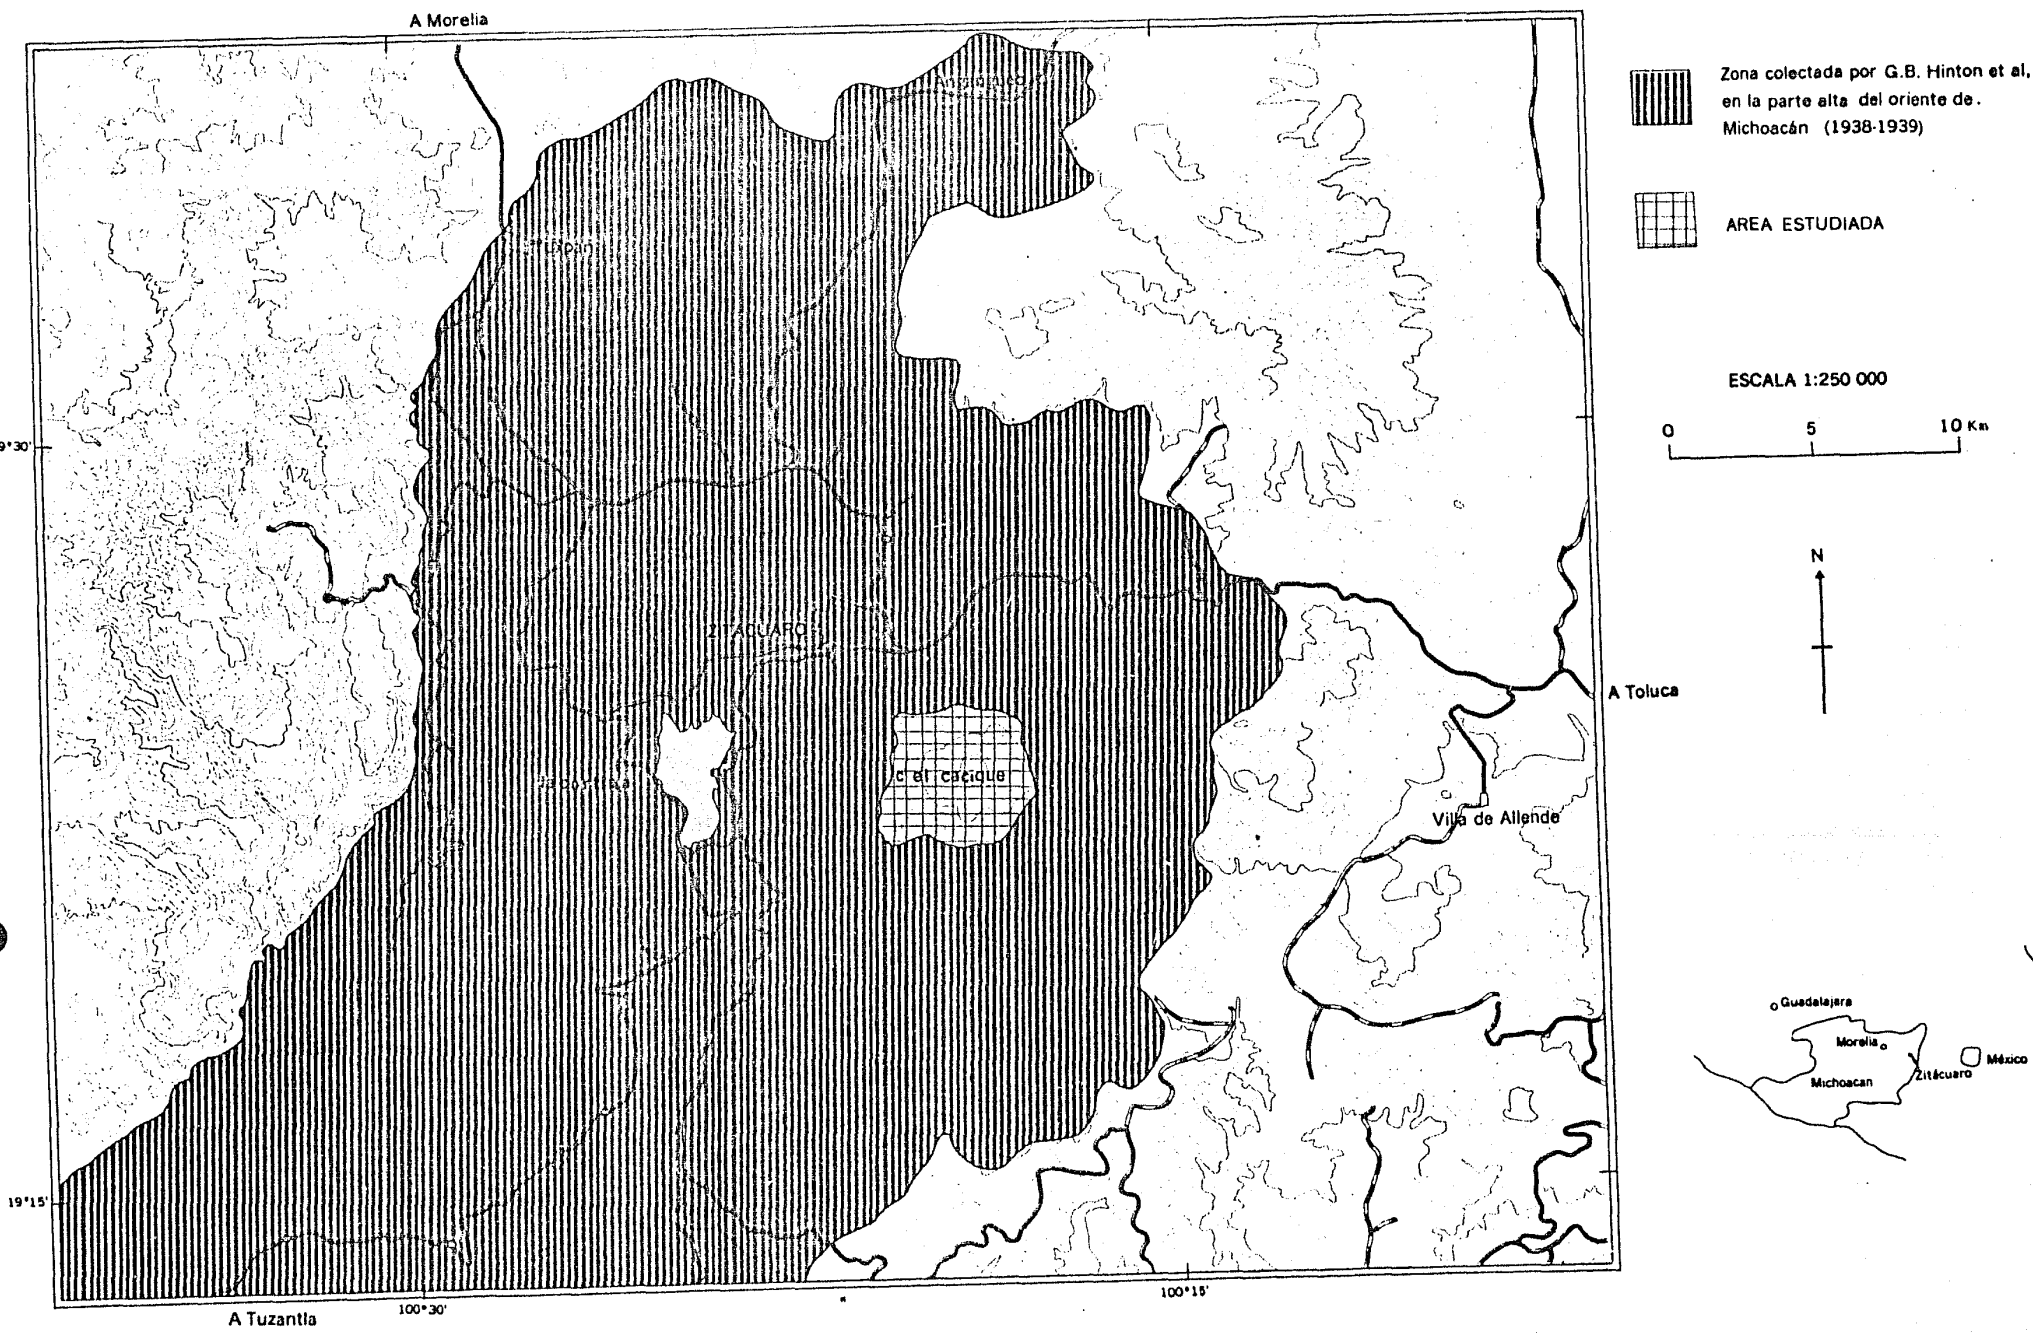 A Morelia
Angangueo
Tuxpan
ZITACUARO
c el cacique
Villa de Allende
A Toluca
19°15'
100°30'
100°15'
A Tuzantla
Zona colectada por G.B. Hinton et al,
en la parte alta del oriente de.
Michoacán (1938-1939)
AREA ESTUDIADA
ESCALA 1:250 000
0 5 10 Km
N
Guadalajara
Morelia
México
Zitácuaro
Michoacan